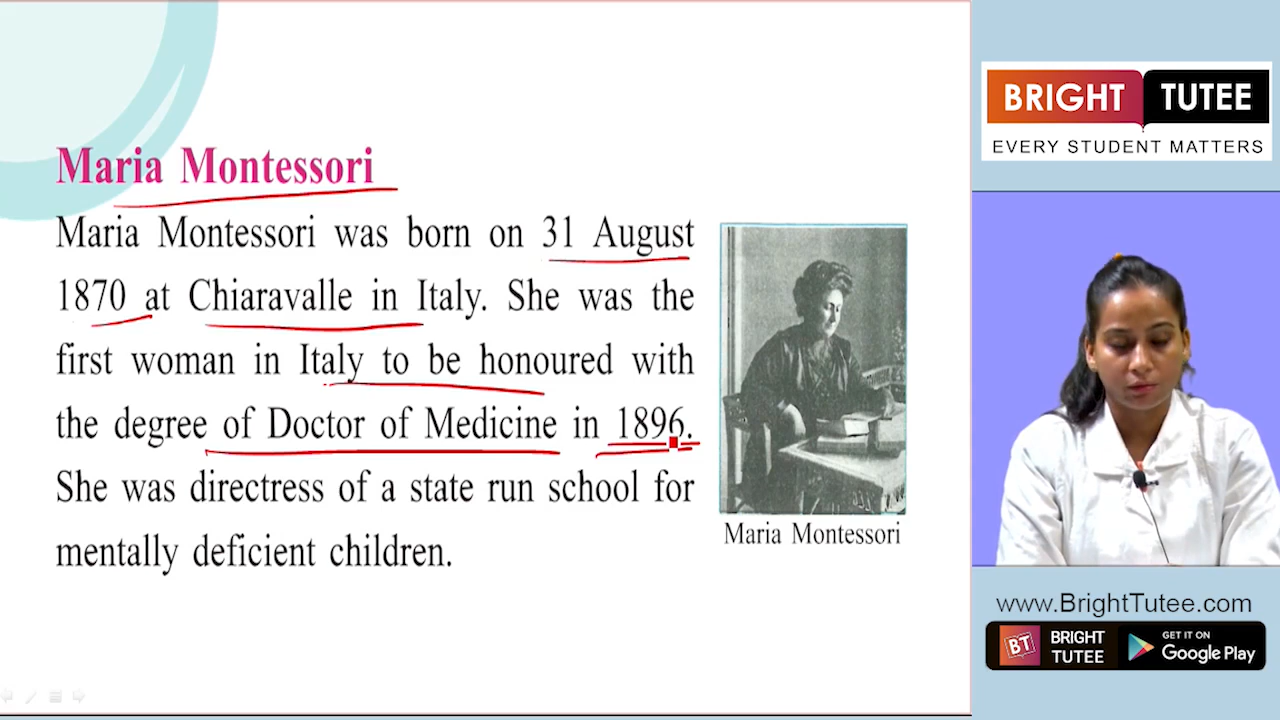 Maria Montessori
Maria Montessori was born on 31 August
1870 at Chiaravalle in Italy. She was the
first woman in Italy to be honoured with
the degree of Doctor of Medicine in 1896.
She was directress of a state run school for
mentally deficient children.
Maria Montessori
BRIGHT TUTEE
EVERY STUDENT MATTERS
www.BrightTutee.com
BT
BRIGHT
TUTEE
GET IT ON
Google Play